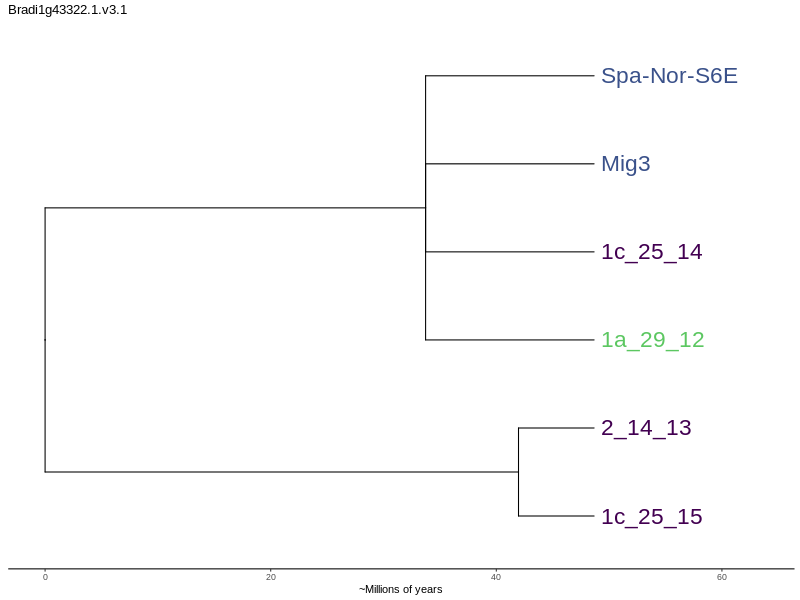 Bradi1g43322.1.v3.1
Spa-Nor-S6E
Mig3
1c_25_14
1a_29_12
2_14_13
1c_25_15
0 20 40 60
~Millions of years